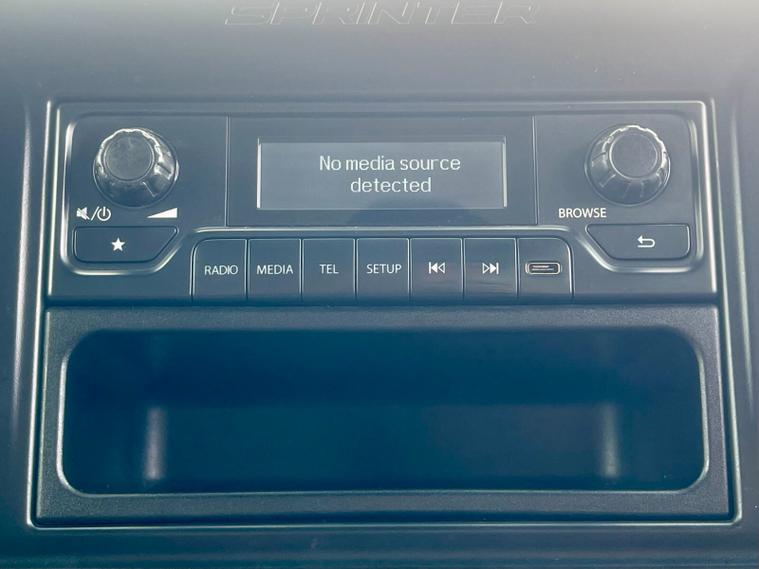 SPRINTER
No media source
detected
BROWSE
RADIO
MEDIA
TEL
SETUP